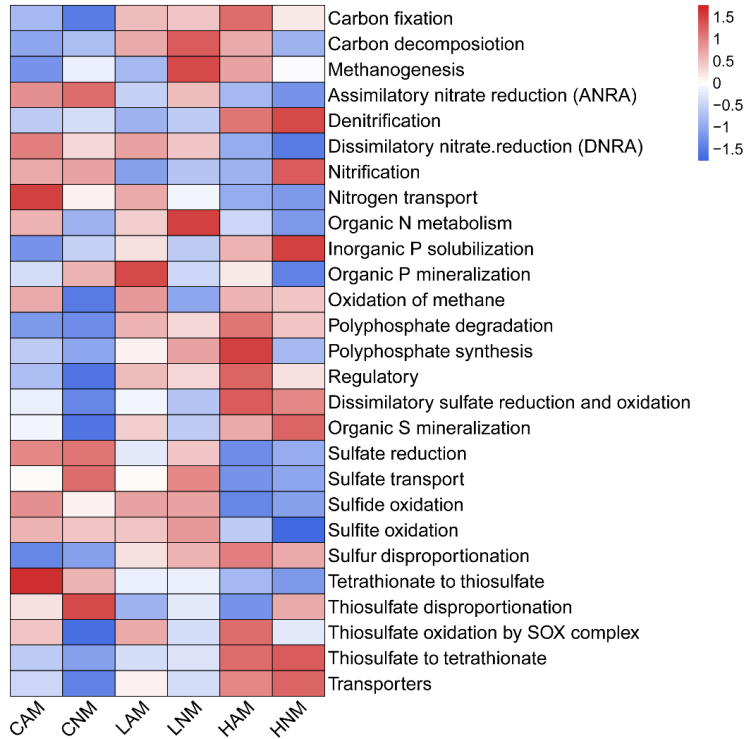 Carbon fixation
Carbon decomposiotion
Methanogenesis
Assimilatory nitrate reduction (ANRA)
Denitrification
Dissimilatory nitrate.reduction (DNRA)
Nitrification
Nitrogen transport
Organic N metabolism
Inorganic P solubilization
Organic P mineralization
Oxidation of methane
Polyphosphate degradation
Polyphosphate synthesis
Regulatory
Dissimilatory sulfate reduction and oxidation
Organic S mineralization
Sulfate reduction
Sulfate transport
Sulfide oxidation
Sulfite oxidation
Sulfur disproportionation
Tetrathionate to thiosulfate
Thiosulfate disproportionation
Thiosulfate oxidation by SOX complex
Thiosulfate to tetrathionate
Transporters
CAM CNM LAM LNM HAM HNM
1.5
1
0.5
0
−0.5
−1
−1.5